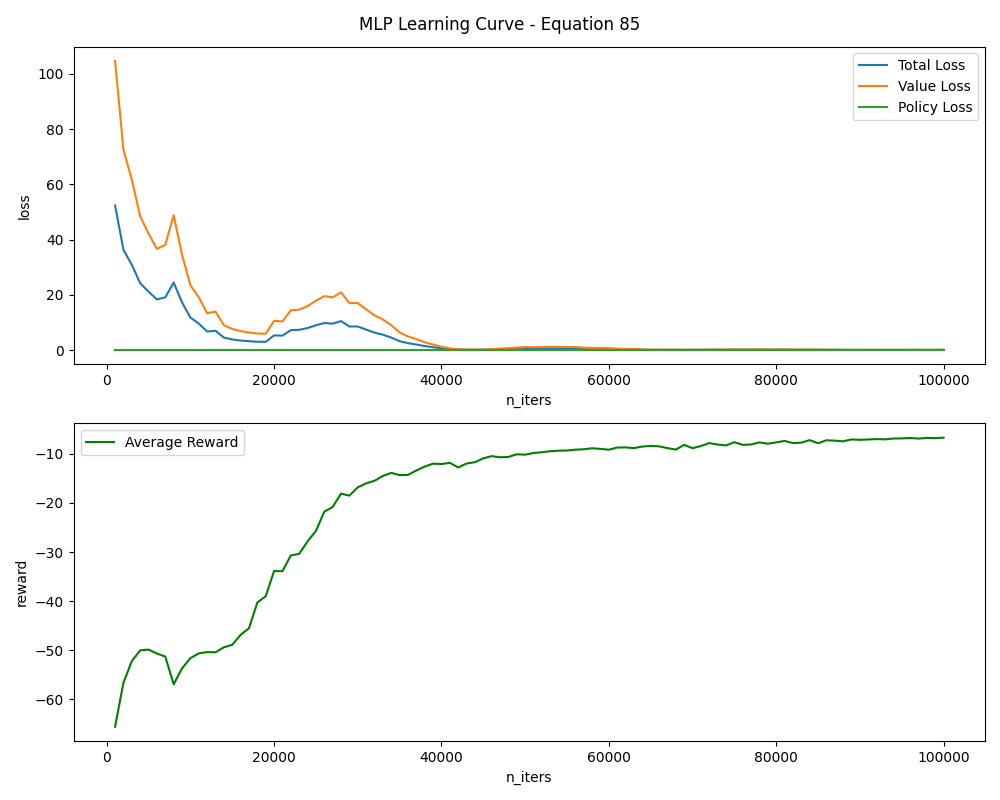 MLP Learning Curve - Equation 85
100
80
60
40
20
0
loss
Total Loss
Value Loss
Policy Loss
0 20000 40000 60000 80000 100000
n_iters
−10
−20
−30
−40
−50
−60
reward
Average Reward
0 20000 40000 60000 80000 100000
n_iters